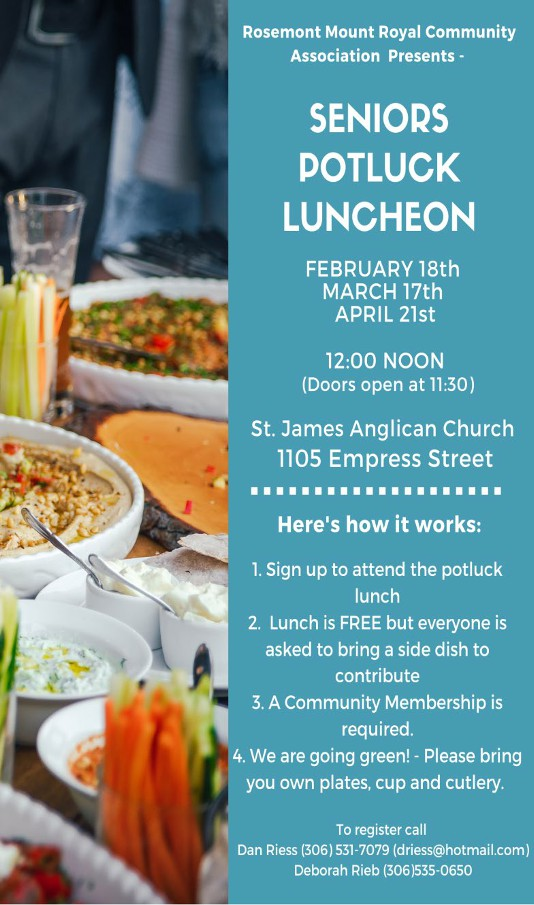 Rosemont Mount Royal Community
Association Presents -
SENIORS
POTLUCK
LUNCHEON
FEBRUARY 18th
MARCH 17th
APRIL 21st
12:00 NOON
(Doors open at 11:30)
St. James Anglican Church
1105 Empress Street
Here's how it works:
1. Sign up to attend the potluck
lunch
2. Lunch is FREE but everyone is
asked to bring a side dish to
contribute
3. A Community Membership is
required.
4. We are going green! - Please bring
you own plates, cup and cutlery.
To register call
Dan Riess (306) 531-7079 (driess@hotmail.com)
Deborah Rieb (306)535-0650